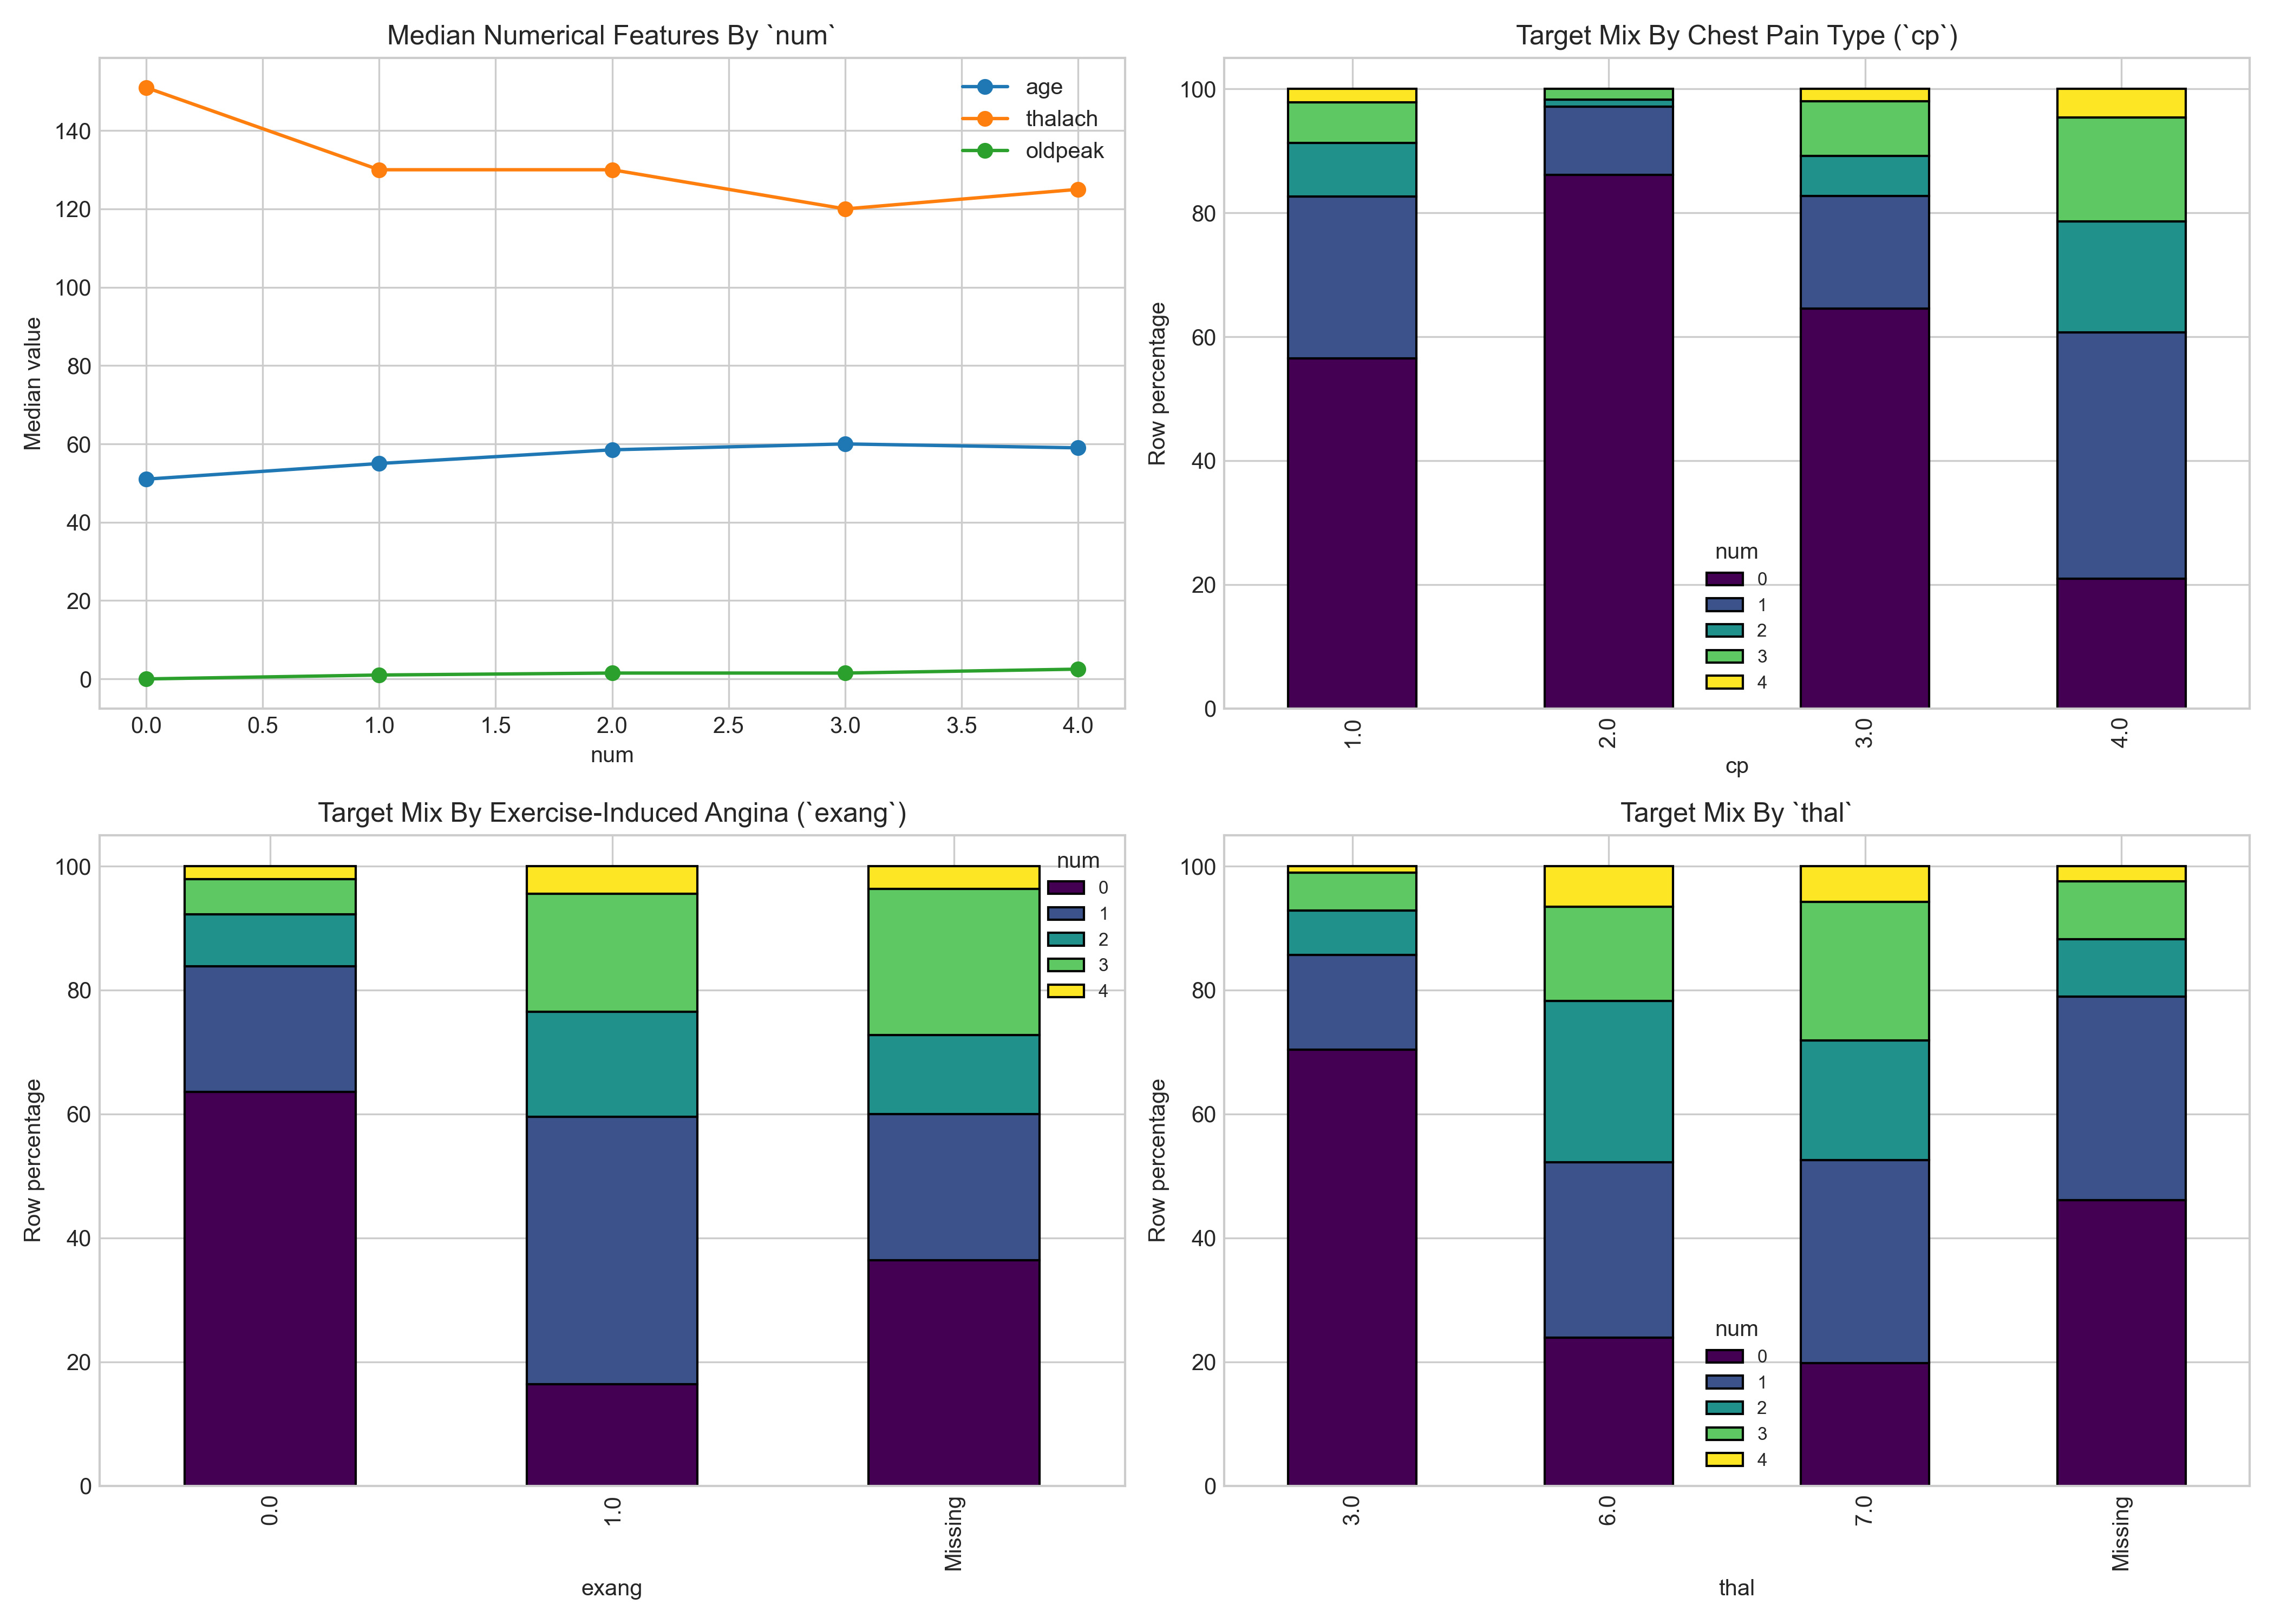 Median Numerical Features By `num`
age
thalach
oldpeak
Median value
140
120
100
80
60
40
20
0
0.0 0.5 1.0 1.5 2.0 2.5 3.0 3.5 4.0
num
Target Mix By Chest Pain Type (`cp`)
Row percentage
100
80
60
40
20
0
num
0
1
2
3
4
1.0 2.0 3.0 4.0
cp
Target Mix By Exercise-Induced Angina (`exang`)
Row percentage
100
80
60
40
20
0
num
0
1
2
3
4
0.0 1.0 Missing
exang
Target Mix By `thal`
Row percentage
100
80
60
40
20
0
num
0
1
2
3
4
3.0 6.0 7.0 Missing
thal